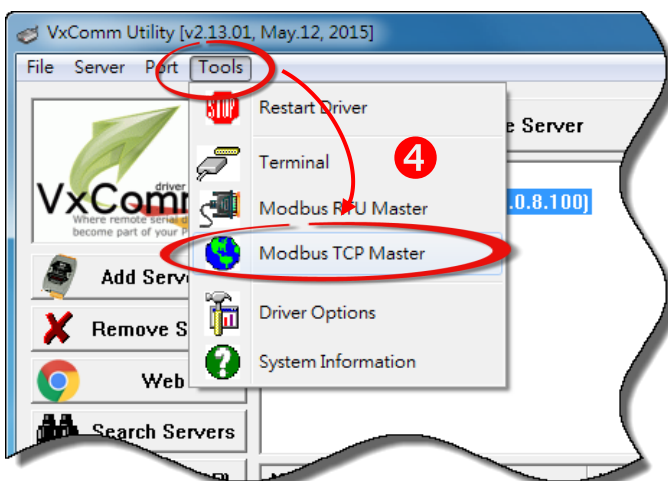 VxComm Utility [v2.13.01, May.12, 2015]
File Server Port Tools
STOP Restart Driver
e Server
Terminal
4
VxComm
driver
.0.8.100)
Modbus RTU Master
Where remote serial
become part of your P
Modbus TCP Master
Add Serv
Driver Options
Remove S
System Information
Web
Search Servers